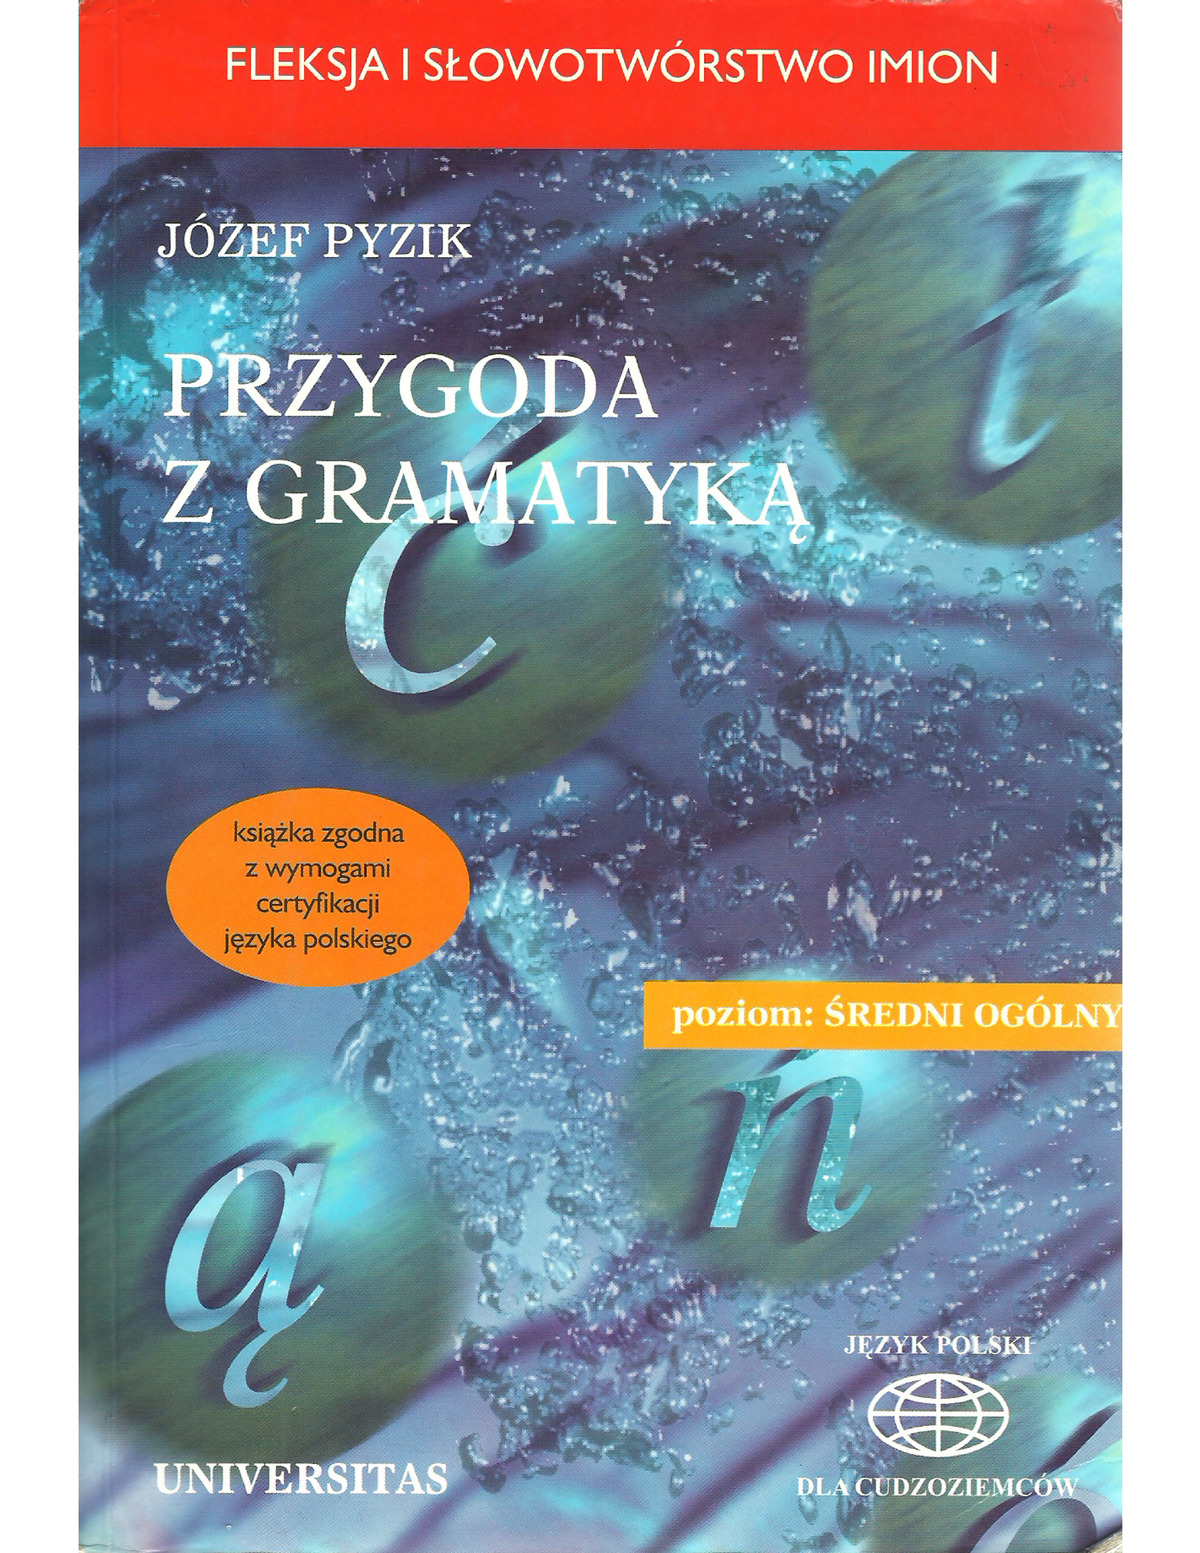 FLEKSJA I SŁOWOTWÓRSTWO IMION
JÓZEF PYZIK
PRZYGODA
Z GRAMATYKĄ
ć
ą
ń
książka zgodna
z wymogami
certyfikacji
języka polskiego
poziom: ŚREDNI OGÓLNY
JĘZYK POLSKI
DLA CUDZOZIEMCÓW
UNIVERSITAS